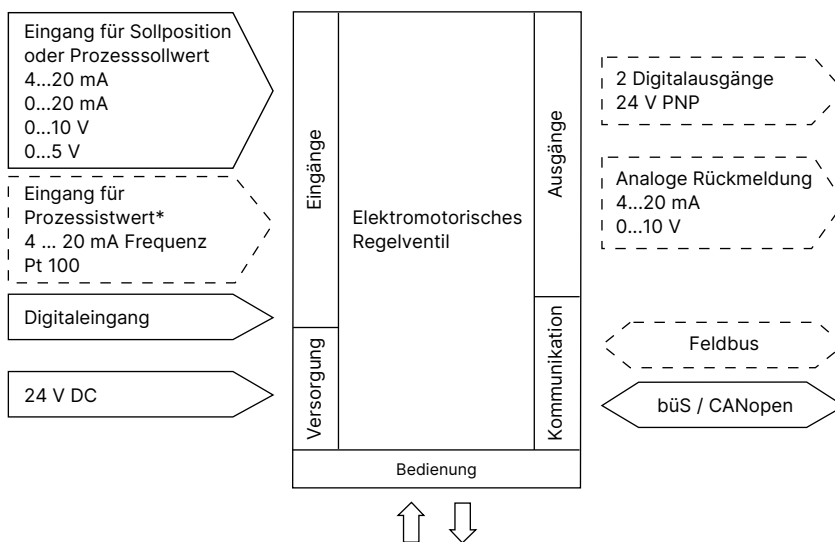 Eingang für Sollposition
oder Prozesssollwert
4...20 mA
0...20 mA
0...10 V
0...5 V
Eingang für
Prozessistwert*
4 ... 20 mA Frequenz
Pt 100
Digitaleingang
24 V DC
Eingänge
Versorgung
Elektromotorisches
Regelventil
Ausgänge
Kommunikation
Bedienung
2 Digitalausgänge
24 V PNP
Analoge Rückmeldung
4...20 mA
0...10 V
Feldbus
büS / CANopen